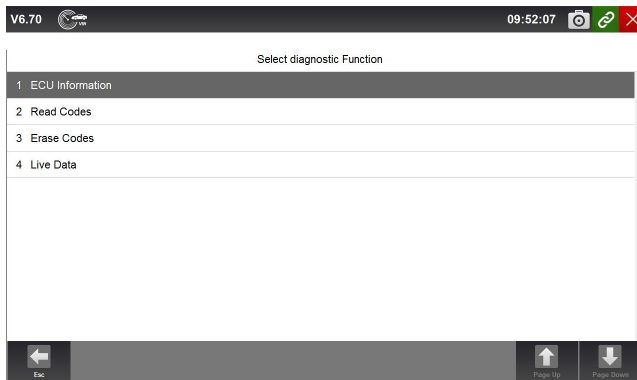 V6.70 VW 09:52:07
Select diagnostic Function
1 ECU Information
2 Read Codes
3 Erase Codes
4 Live Data
Esc Page Up Page Down